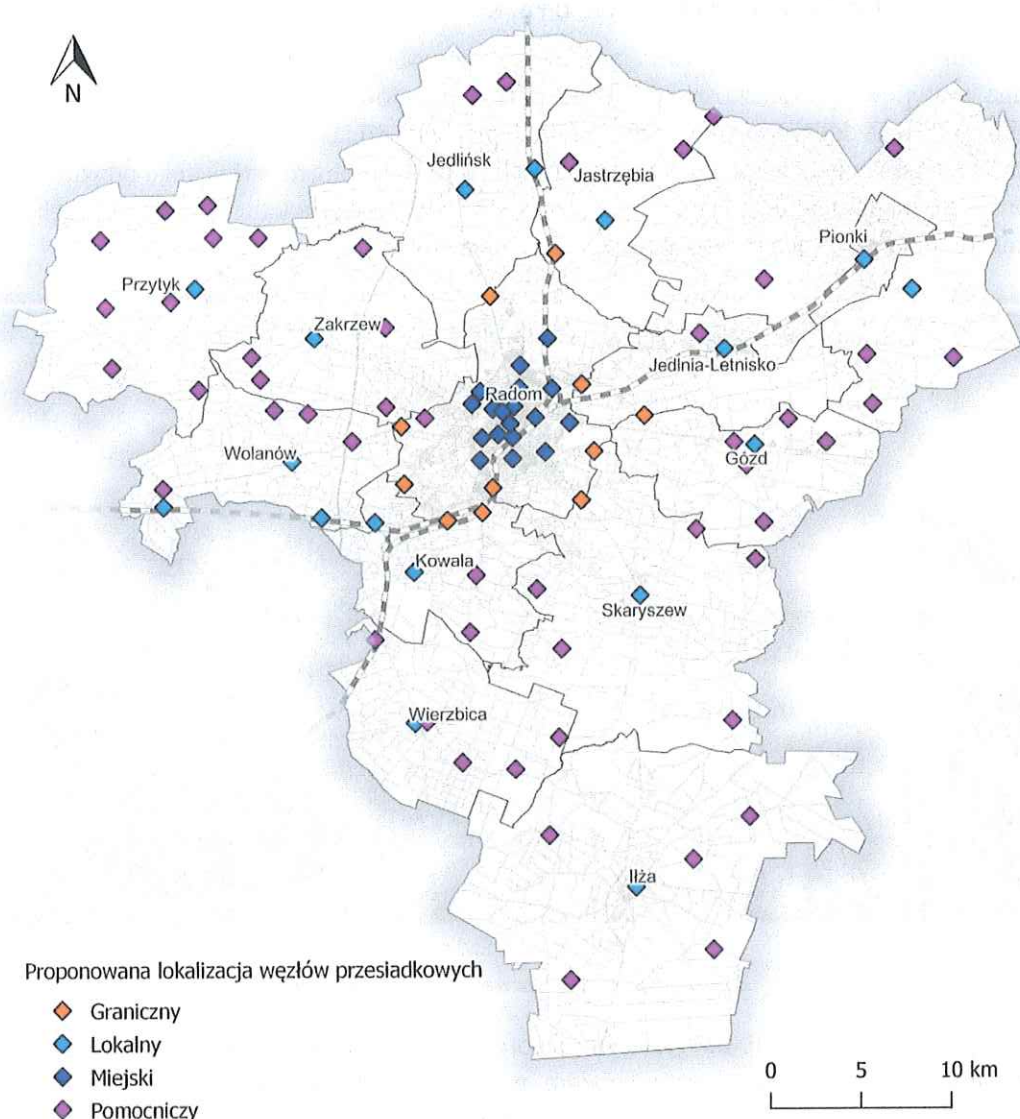 N
Jedlińsk
Jastrzębia
Pionki
Przytyk
Zakrzew
Jedlnia-Letnisko
Radom
Wolanów
Gózd
Kowala
Skaryszew
Wierzbica
Iłża
Proponowana lokalizacja węzłów przesiadkowych
Graniczny
Lokalny
Miejski
Pomocniczy
0 5 10 km